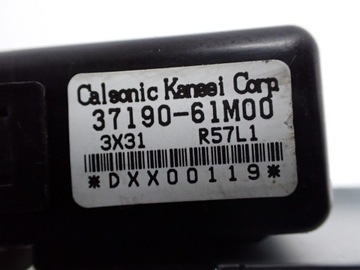 Calsonic Kansei Corp
37190-61M00
3X31 R57L1
*DXX00119*